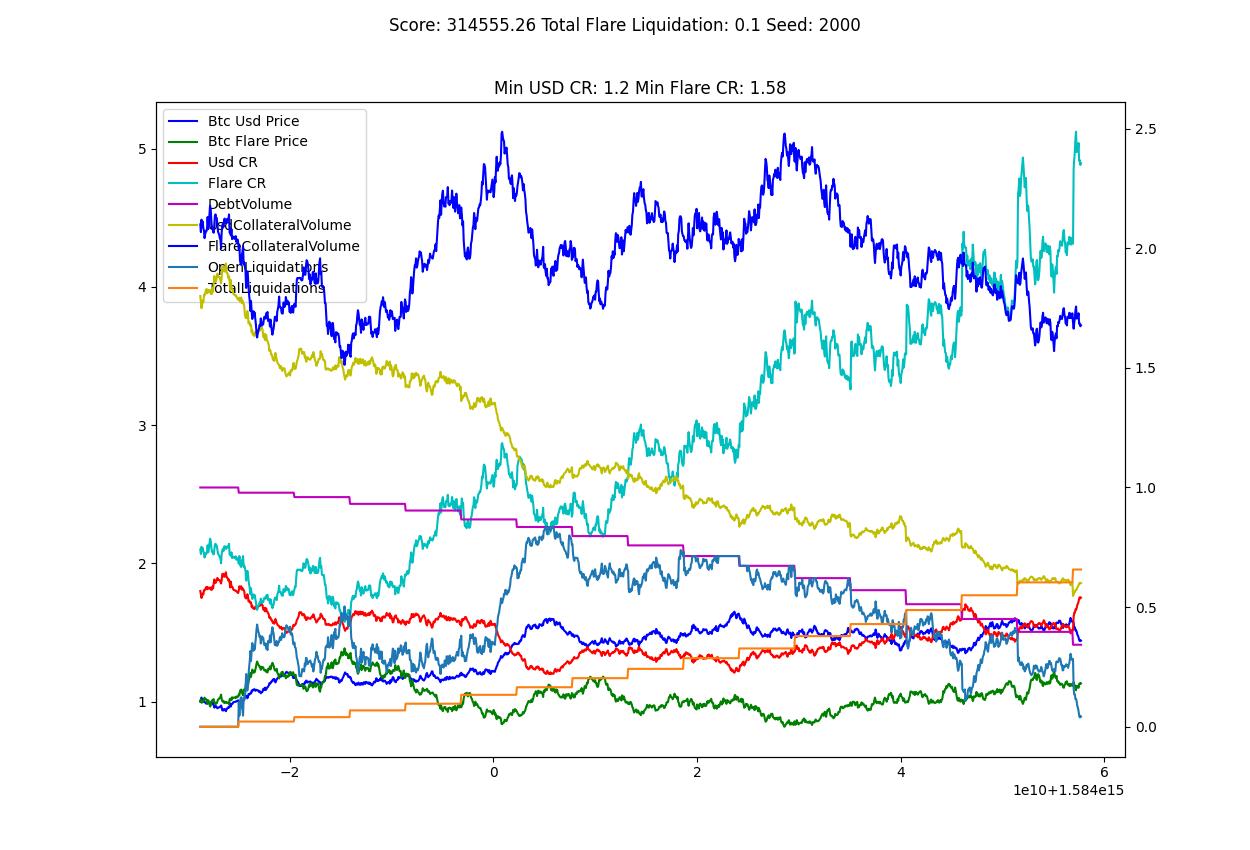 Score: 314555.26 Total Flare Liquidation: 0.1 Seed: 2000
Min USD CR: 1.2 Min Flare CR: 1.58
Btc Usd Price
Btc Flare Price
Usd CR
Flare CR
DebtVolume
UsdCollateralVolume
FlareCollateralVolume
OpenLiquidations
TotalLiquidations
5
4
3
2
1
2.5
2.0
1.5
1.0
0.5
0.0
−2
0
2
4
6
1e10+1.584e15